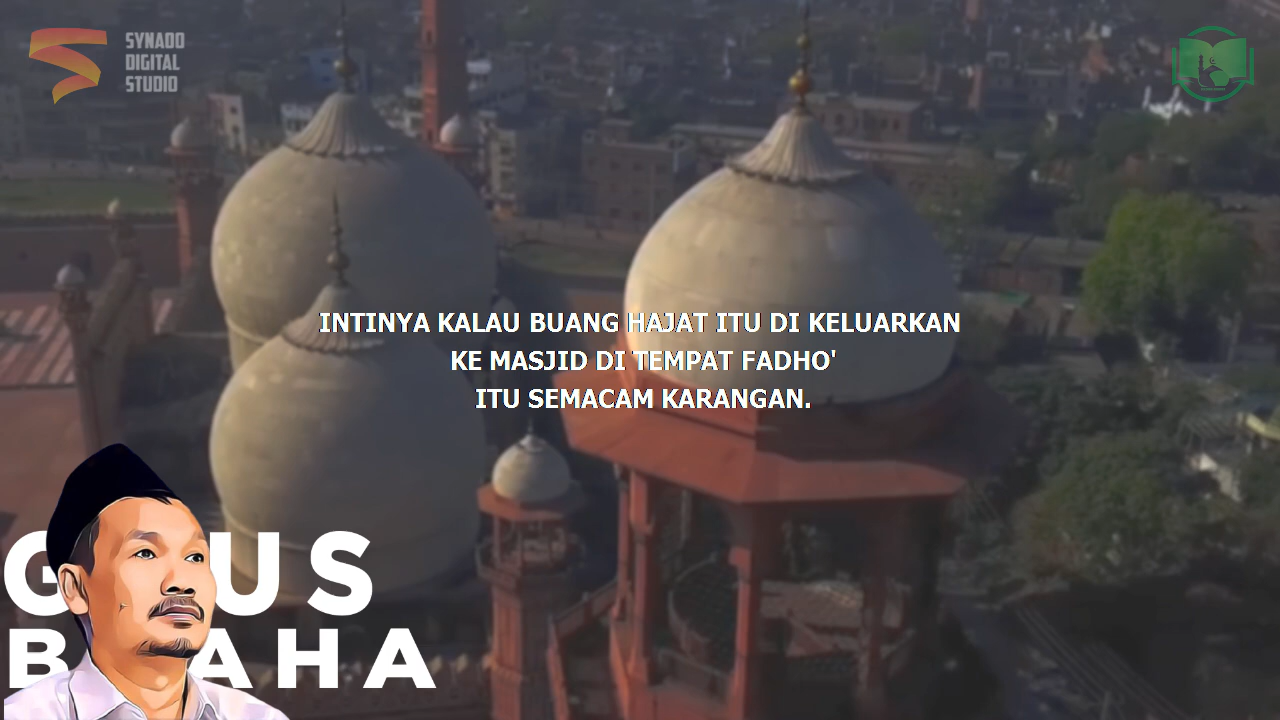 SYNADO
DIGITAL
STUDIO
INTINYA KALAU BUANG HAJAT ITU DI KELUARKAN
KE MASJID DI TEMPAT FADHO'
ITU SEMACAM KARANGAN.
GUS
BAHA